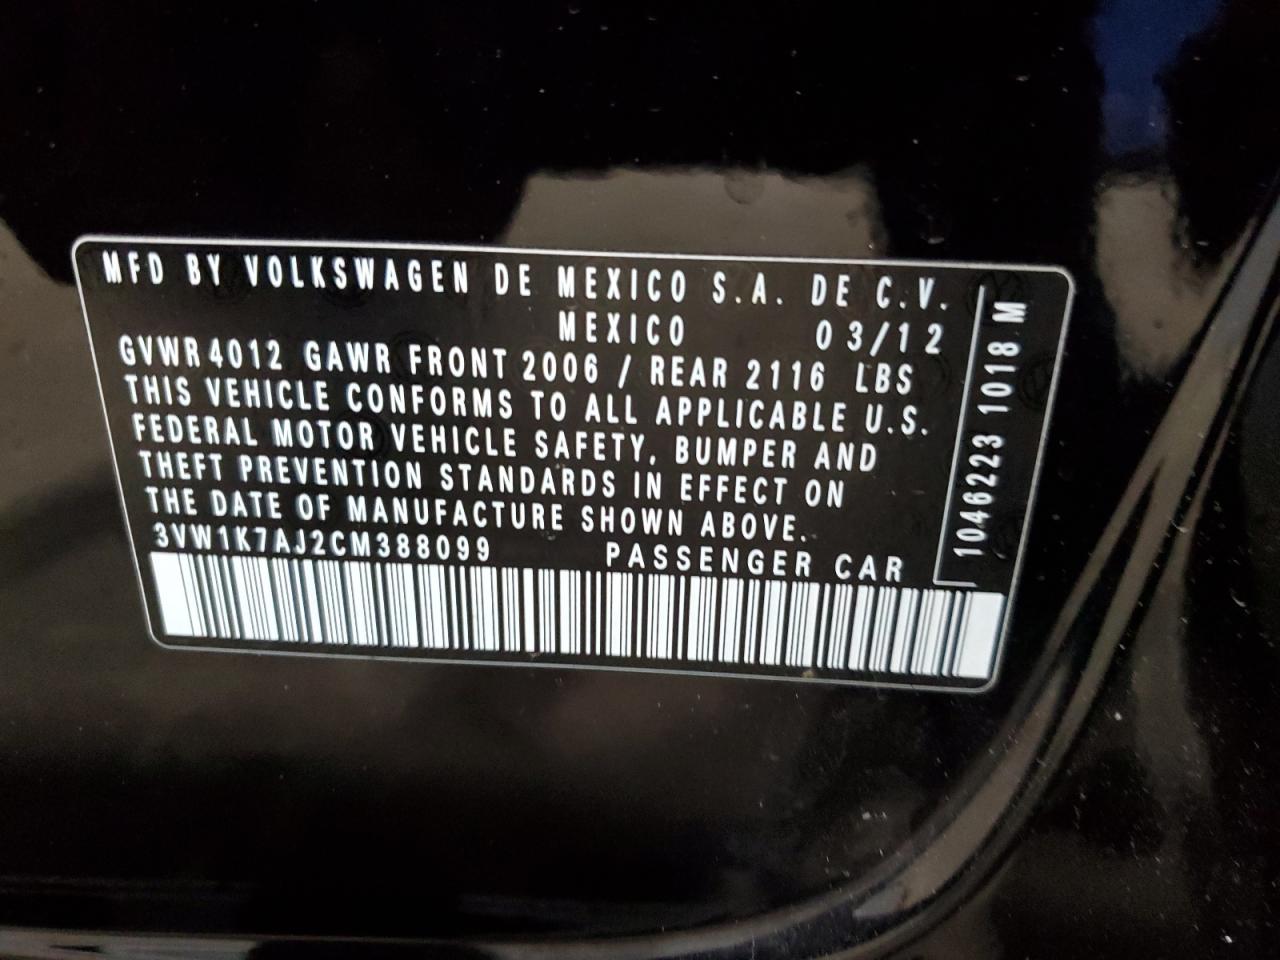 MFD BY VOLKSWAGEN DE MEXICO S.A. DE C.V.
MEXICO 03/12
GVWR 4012 GAWR FRONT 2006 / REAR 2116 LBS
THIS VEHICLE CONFORMS TO ALL APPLICABLE U.S.
FEDERAL MOTOR VEHICLE SAFETY, BUMPER AND
THEFT PREVENTION STANDARDS IN EFFECT ON
THE DATE OF MANUFACTURE SHOWN ABOVE.
3VW1K7AJ2CM388099 PASSENGER CAR
1046223 1018 M